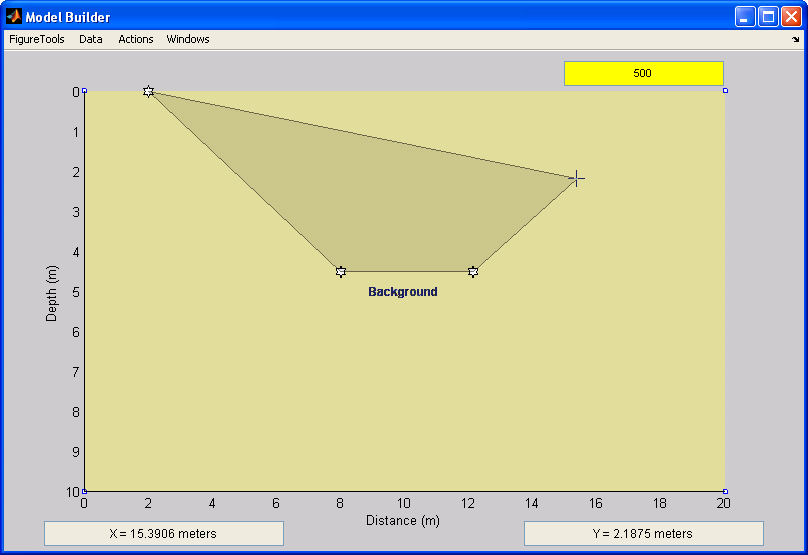 Model Builder
FigureTools Data Actions Windows
500
0
1
2
3
4
5
6
7
8
9
10
Depth (m)
Background
0 2 4 6 8 10 12 14 16 18 20
Distance (m)
X = 15.3906 meters
Y = 2.1875 meters